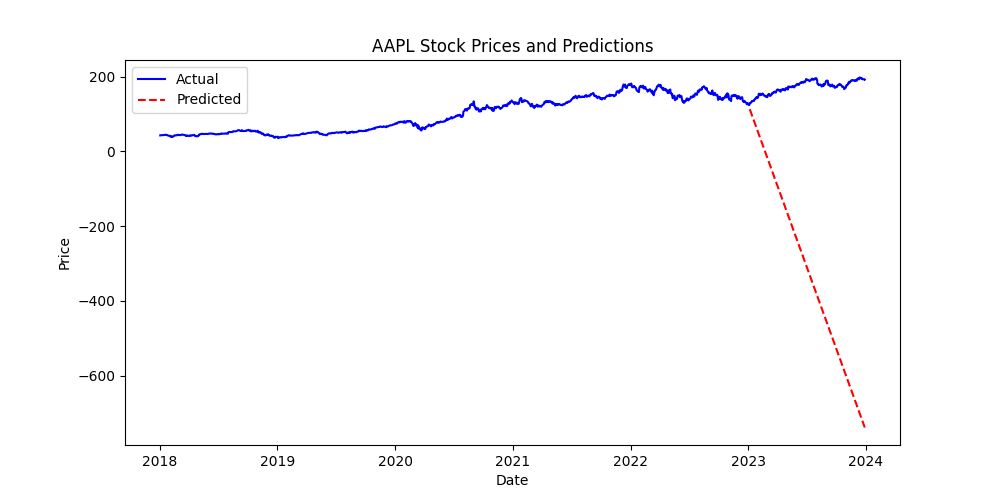 AAPL Stock Prices and Predictions
Actual
Predicted
200
0
−200
−400
−600
Price
2018 2019 2020 2021 2022 2023 2024
Date